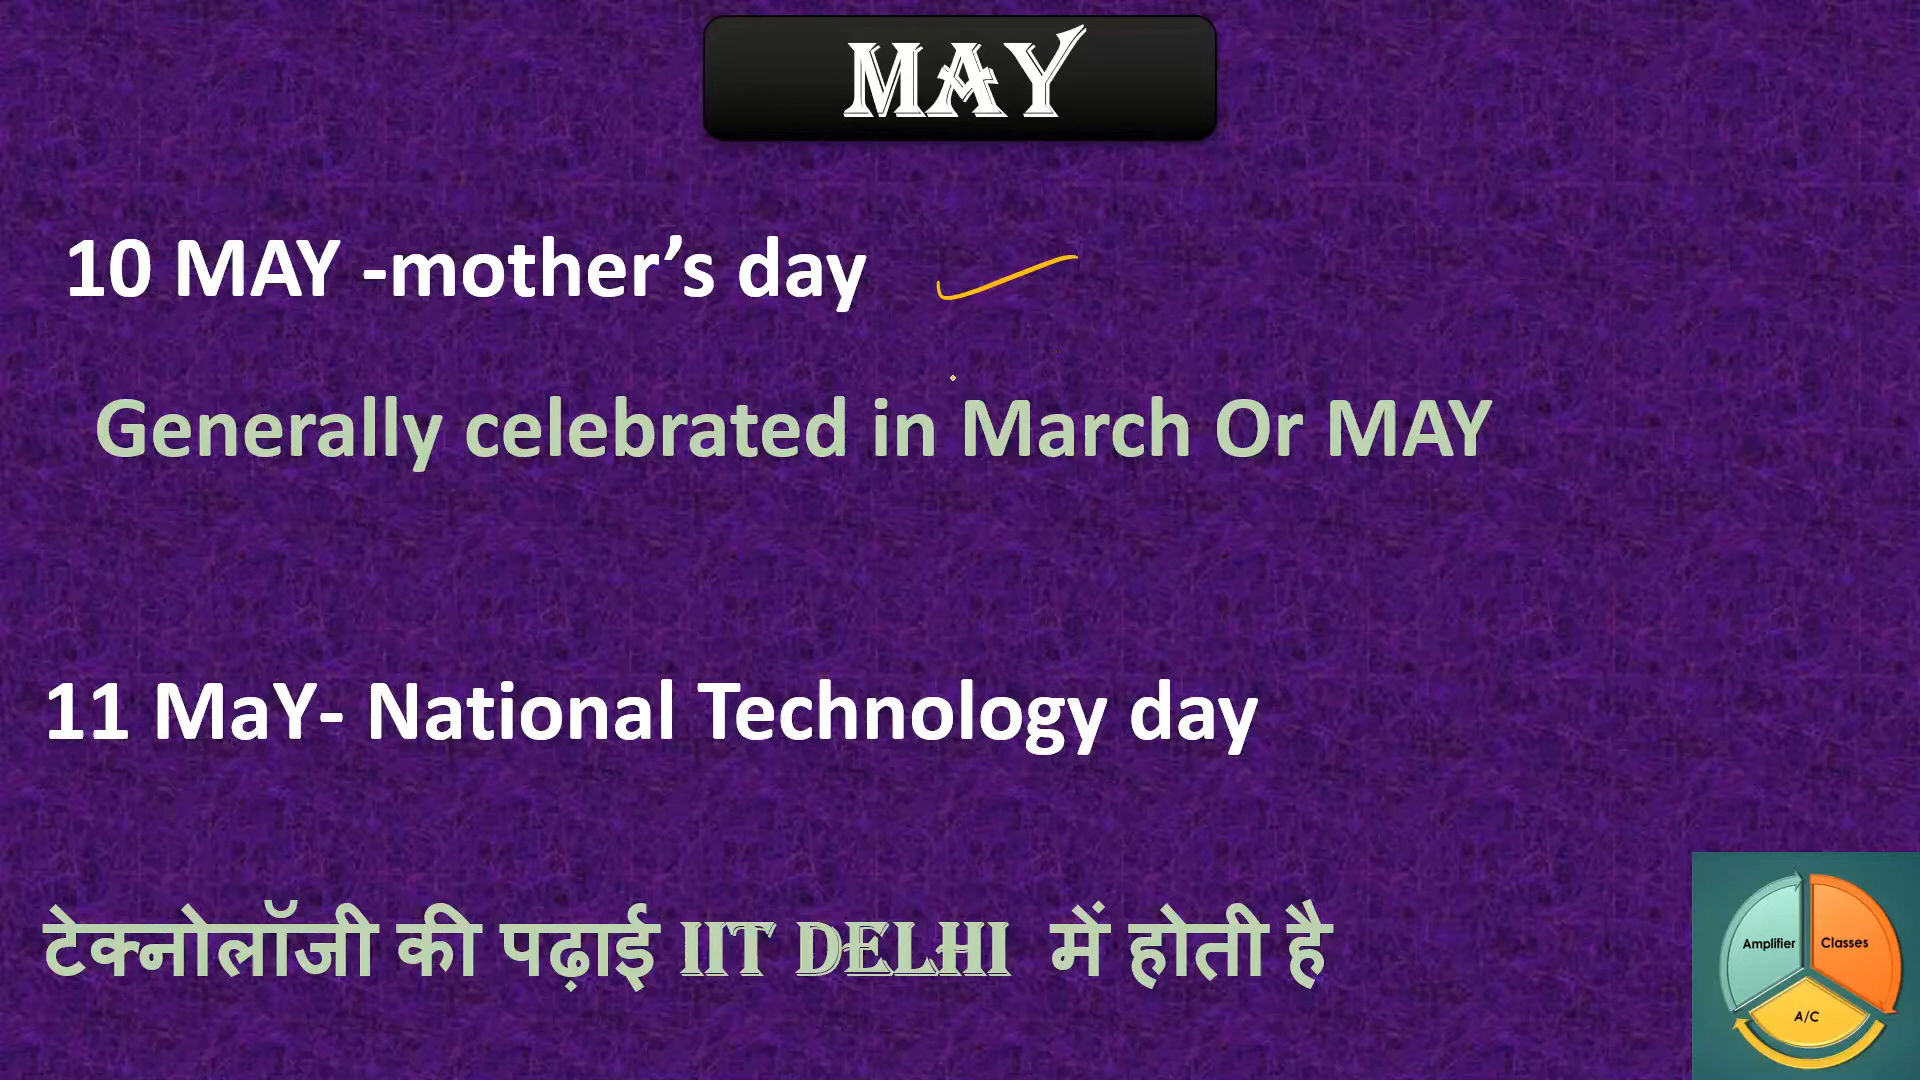 MAY
10 MAY -mother’s day
Generally celebrated in March Or MAY
11 MaY- National Technology day
टेक्नोलॉजी की पढ़ाई IIT DELHI में होती है
Amplifier Classes
A/C